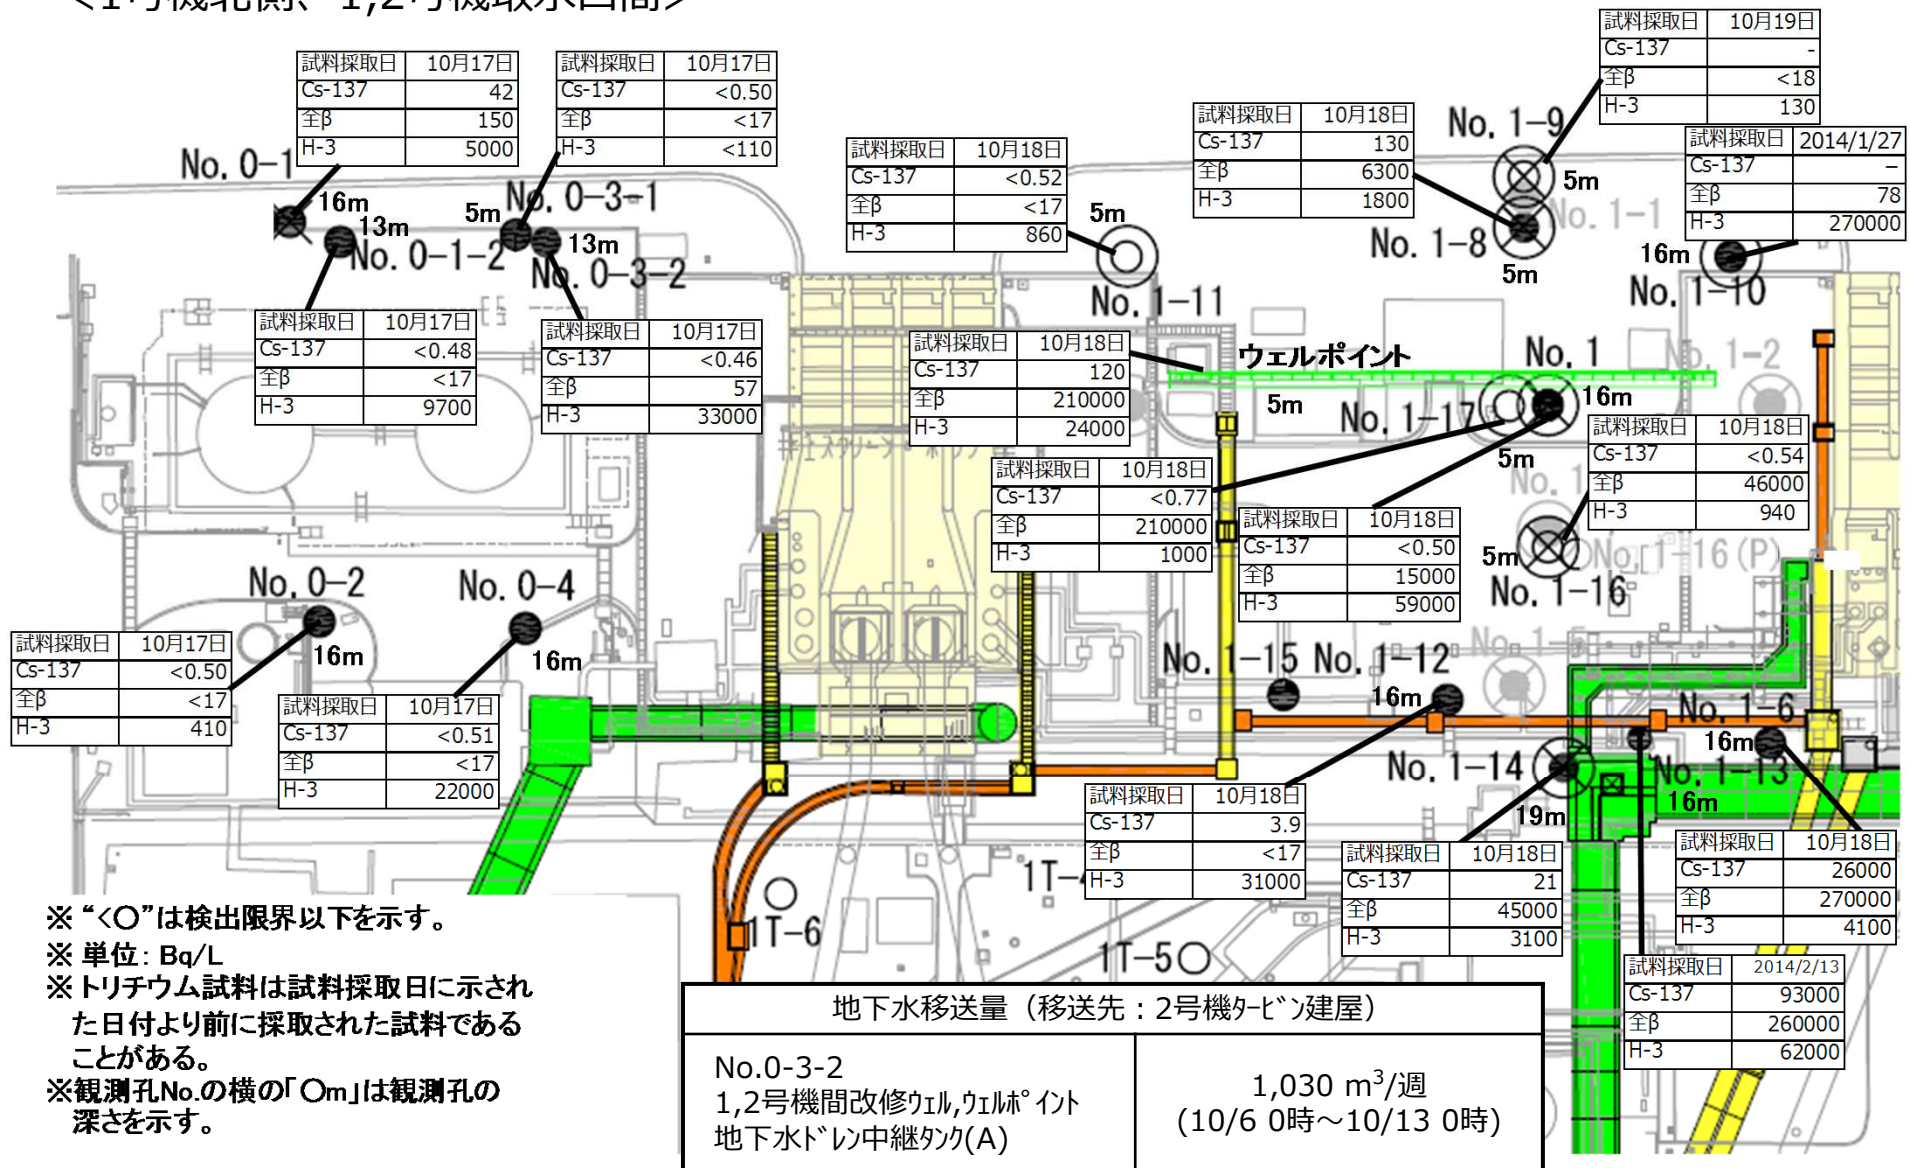 <1号機北側、1,2号機取水口間>
試料採取日 10月19日
Cs-137 -
全β <18
H-3 130
試料採取日 10月17日
Cs-137 42
全β 150
H-3 5000
試料採取日 10月17日
Cs-137 <0.50
全β <17
H-3 <110
試料採取日 10月18日
Cs-137 130
全β 6300
H-3 1800
試料採取日 2014/1/27
Cs-137 –
全β 78
H-3 270000
試料採取日 10月18日
Cs-137 <0.52
全β <17
H-3 860
No. 0-1
16m
13m
No. 0-1-2
5m
No. 0-3-1
13m
No. 0-3-2
5m
No. 1-11
No. 1-9
5m
No. 1-1
No. 1-8
5m
16m
No. 1-10
試料採取日 10月17日
Cs-137 <0.48
全β <17
H-3 9700
試料採取日 10月17日
Cs-137 <0.46
全β 57
H-3 33000
試料採取日 10月18日
Cs-137 120
全β 210000
H-3 24000
ウェルポイント
5m
No. 1
16m
No. 1-2
No. 1-17
5m
試料採取日 10月18日
Cs-137 <0.54
全β 46000
H-3 940
試料採取日 10月18日
Cs-137 <0.77
全β 210000
H-3 1000
試料採取日 10月18日
Cs-137 <0.50
全β 15000
H-3 59000
No. 1
5m
No. 1-16(P)
No. 1-16
No. 0-2
16m
No. 0-4
16m
No. 1-15
No. 1-12
16m
No. 1-5
No. 1-6
16m
No. 1-14
19m
No. 1-13
16m
試料採取日 10月17日
Cs-137 <0.50
全β <17
H-3 410
試料採取日 10月17日
Cs-137 <0.51
全β <17
H-3 22000
試料採取日 10月18日
Cs-137 3.9
全β <17
H-3 31000
試料採取日 10月18日
Cs-137 21
全β 45000
H-3 3100
試料採取日 10月18日
Cs-137 26000
全β 270000
H-3 4100
試料採取日 2014/2/13
Cs-137 93000
全β 260000
H-3 62000
1T-6
1T-4
1T-5
※ “<○”は検出限界以下を示す。
※ 単位: Bq/L
※ トリチウム試料は試料採取日に示され
た日付より前に採取された試料である
ことがある。
※観測孔No.の横の「○m」は観測孔の
深さを示す。
地下水移送量（移送先：2号機ﾀｰﾋﾞﾝ建屋）
No.0-3-2
1,2号機間改修ｳｪﾙ,ｳｪﾙﾎﾟｲﾝﾄ
地下水ﾄﾞﾚﾝ中継ﾀﾝｸ(A)
1,030 m³/週
(10/6 0時～10/13 0時)